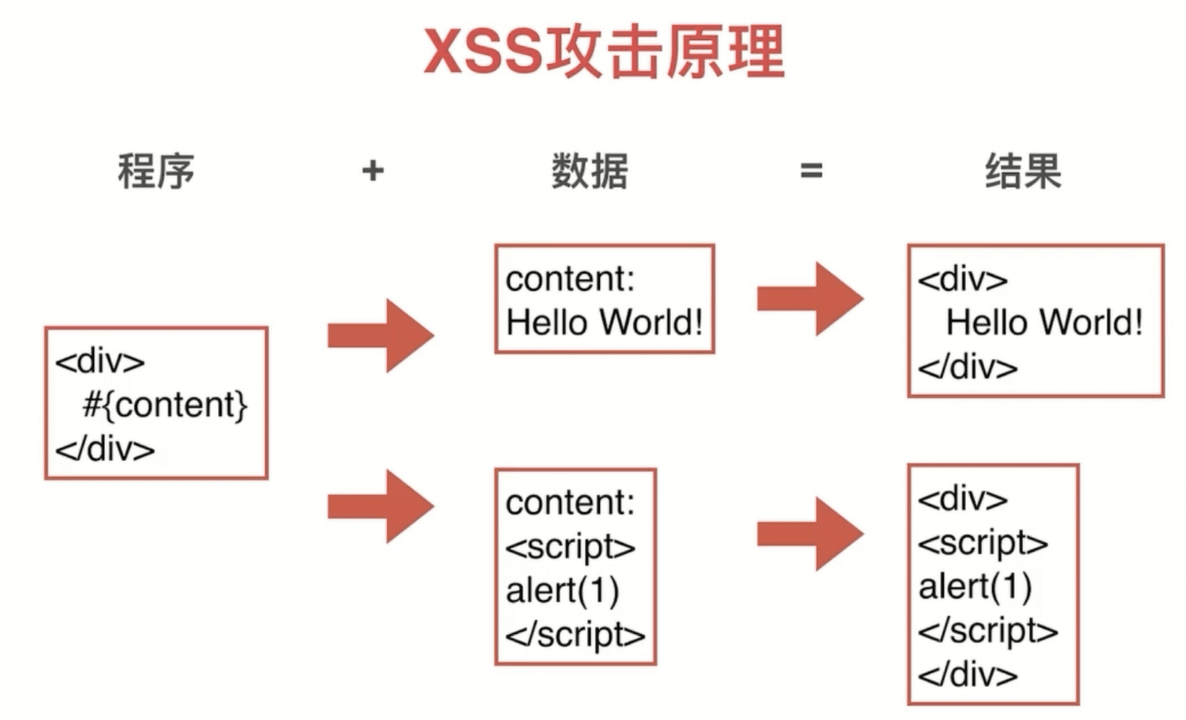 XSS攻击原理
程序 + 数据 = 结果
<div>
#{content}
</div>
content:
Hello World!
<div>
Hello World!
</div>
content:
<script>
alert(1)
</script>
<div>
<script>
alert(1)
</script>
</div>